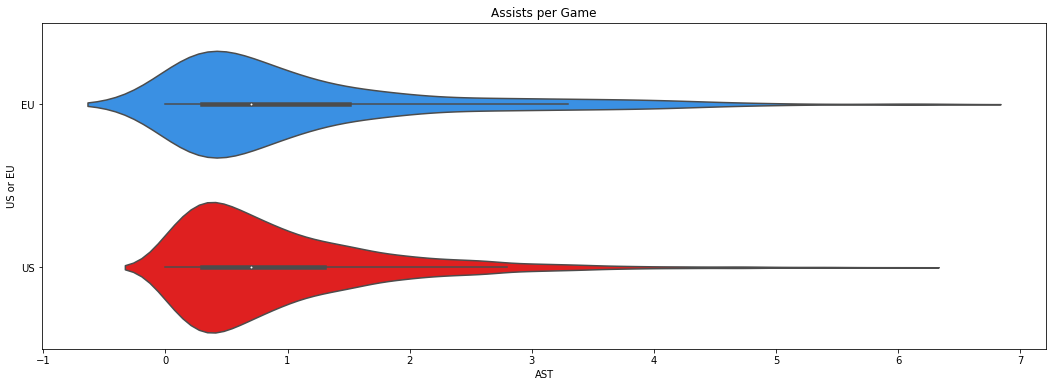 Assists per Game
EU
US
US or EU
−1 0 1 2 3 4 5 6 7
AST